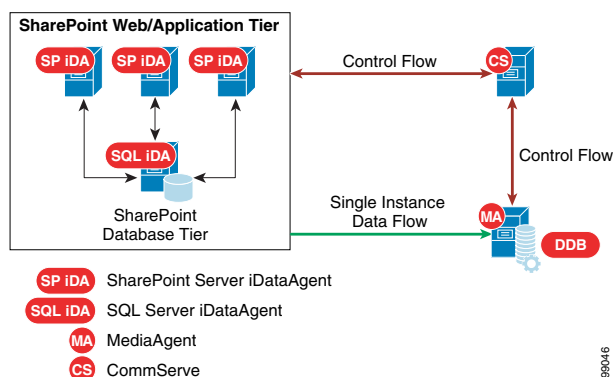 SharePoint Web/Application Tier
SP iDA
SP iDA
SP iDA
Control Flow
CS
SQL iDA
Control Flow
SharePoint
Database Tier
Single Instance
Data Flow
MA
DDB
SP iDA SharePoint Server iDataAgent
SQL iDA SQL Server iDataAgent
MA MediaAgent
CS CommServe
99046